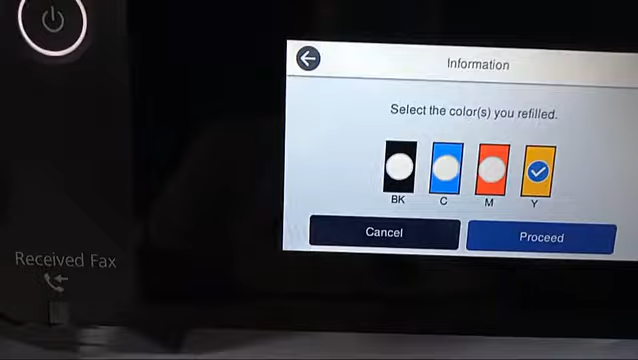 Information
Select the color(s) you refilled.
BK C M Y
Cancel Proceed
Received Fax